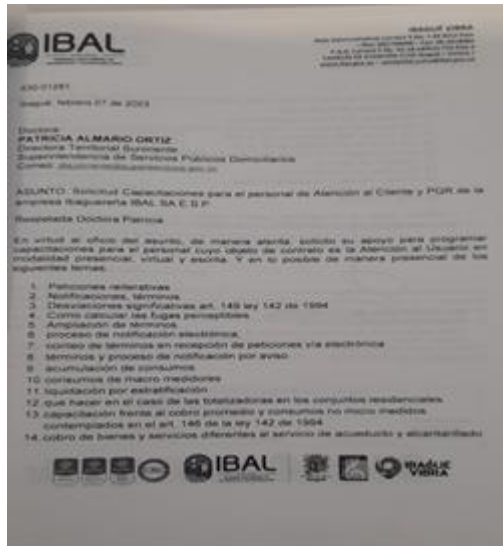 IBAL
IBAGUÉ VIBRA
Ibagué, febrero 07 de 2023
Doctora
PATRICIA ALMARIO ORTIZ
Directora Territorial Suroriente
Superintendencia de Servicios Públicos Domiciliarios
Correo:
ASUNTO: Solicitud Capacitaciones para el personal de Atención al Cliente y PQR de la
empresa Ibaguereña IBAL SA E.S.P
Respetada Doctora Patricia
En virtud al oficio del asunto, de manera atenta, solicito su apoyo para programar
capacitaciones para el personal cuyo objeto de contrato es la Atención al Usuario en
modalidad presencial, virtual y escrita. Y en lo posible de manera presencial de los
siguientes temas:
1. Peticiones reiterativas
2. Notificaciones, términos
3. Desviaciones significativas art. 149 ley 142 de 1994
4. Como calcular las fugas perceptibles
5. Ampliación de términos
6. proceso de notificación electrónica,
7. conteo de términos en recepción de peticiones vía electrónica
8. términos y proceso de notificación por aviso
9. acumulación de consumos
10. consumos de macro medidores
11. liquidación por estratificación
12. que hacer en el caso de las totalizadoras en los conjuntos residenciales
13. capacitación frente al cobro promedio y consumos no micro medidos
contemplados en el art. 146 de la ley 142 de 1994
14. cobro de bienes y servicios diferentes al servicio de acueducto y alcantarillado
IBAL
IBAGUÉ
VIBRA